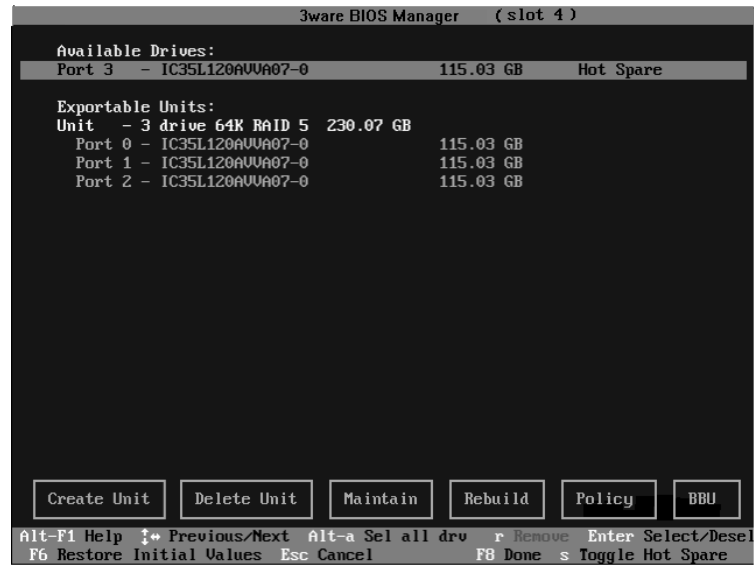 3ware BIOS Manager (slot 4)
Available Drives:
Port 3 - IC35L120AVVA07-0 115.03 GB Hot Spare
Exportable Units:
Unit - 3 drive 64K RAID 5 230.07 GB
Port 0 - IC35L120AVVA07-0 115.03 GB
Port 1 - IC35L120AVVA07-0 115.03 GB
Port 2 - IC35L120AVVA07-0 115.03 GB
Create Unit Delete Unit Maintain Rebuild Policy BBU
Alt-F1 Help ↕↔ Previous/Next Alt-a Sel all drv r Remove Enter Select/Desel
F6 Restore Initial Values Esc Cancel F8 Done s Toggle Hot Spare